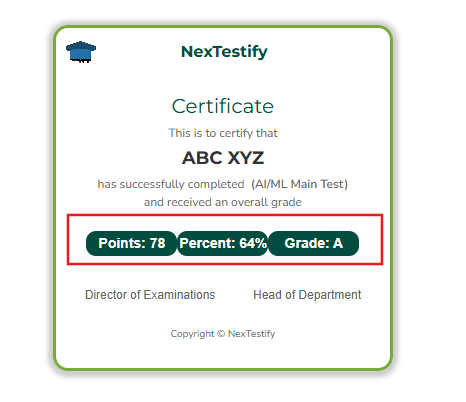 NexTestify
Certificate
This is to certify that
ABC XYZ
has successfully completed (AI/ML Main Test)
and received an overall grade
Points: 78 Percent: 64% Grade: A
Director of Examinations Head of Department
Copyright © NexTestify